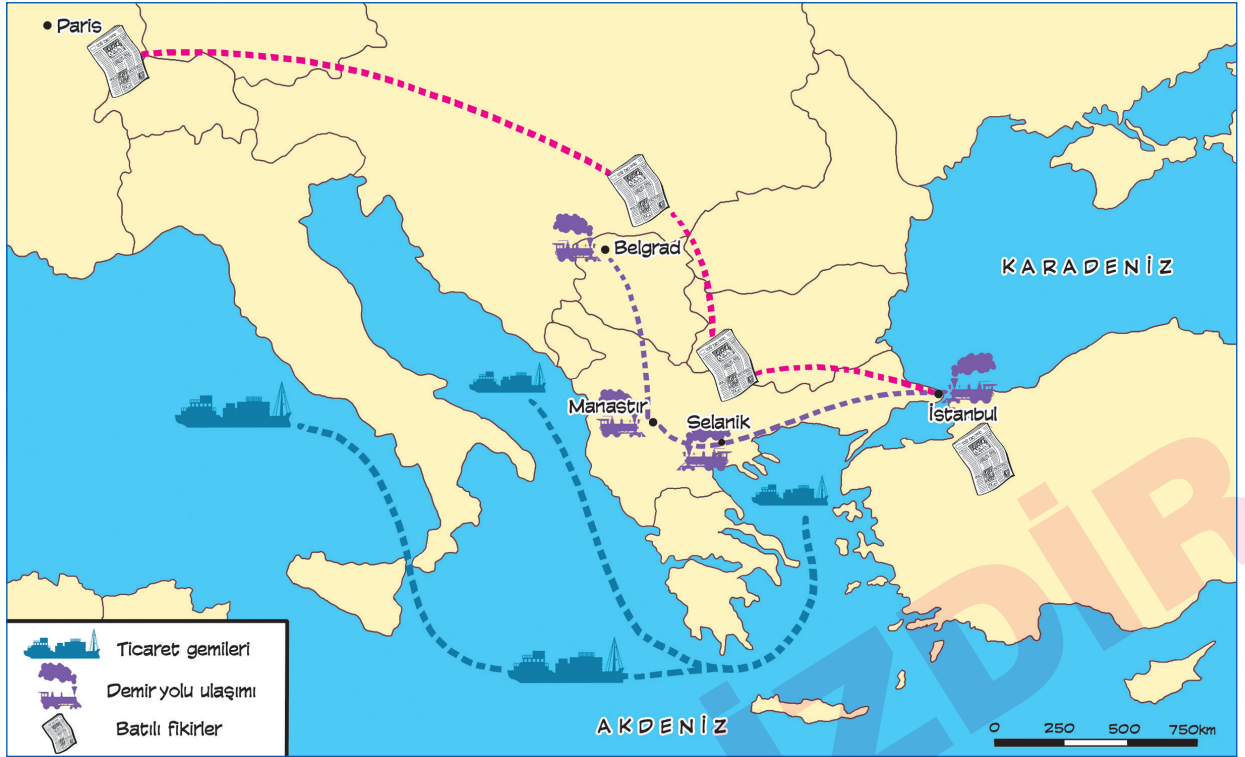 Paris
Belgrad
KARADENİZ
Manastır
Selanik
İstanbul
Ticaret gemileri
Demir yolu ulaşımı
Batılı fikirler
AKDENİZ
0 250 500 750km
İZDİR